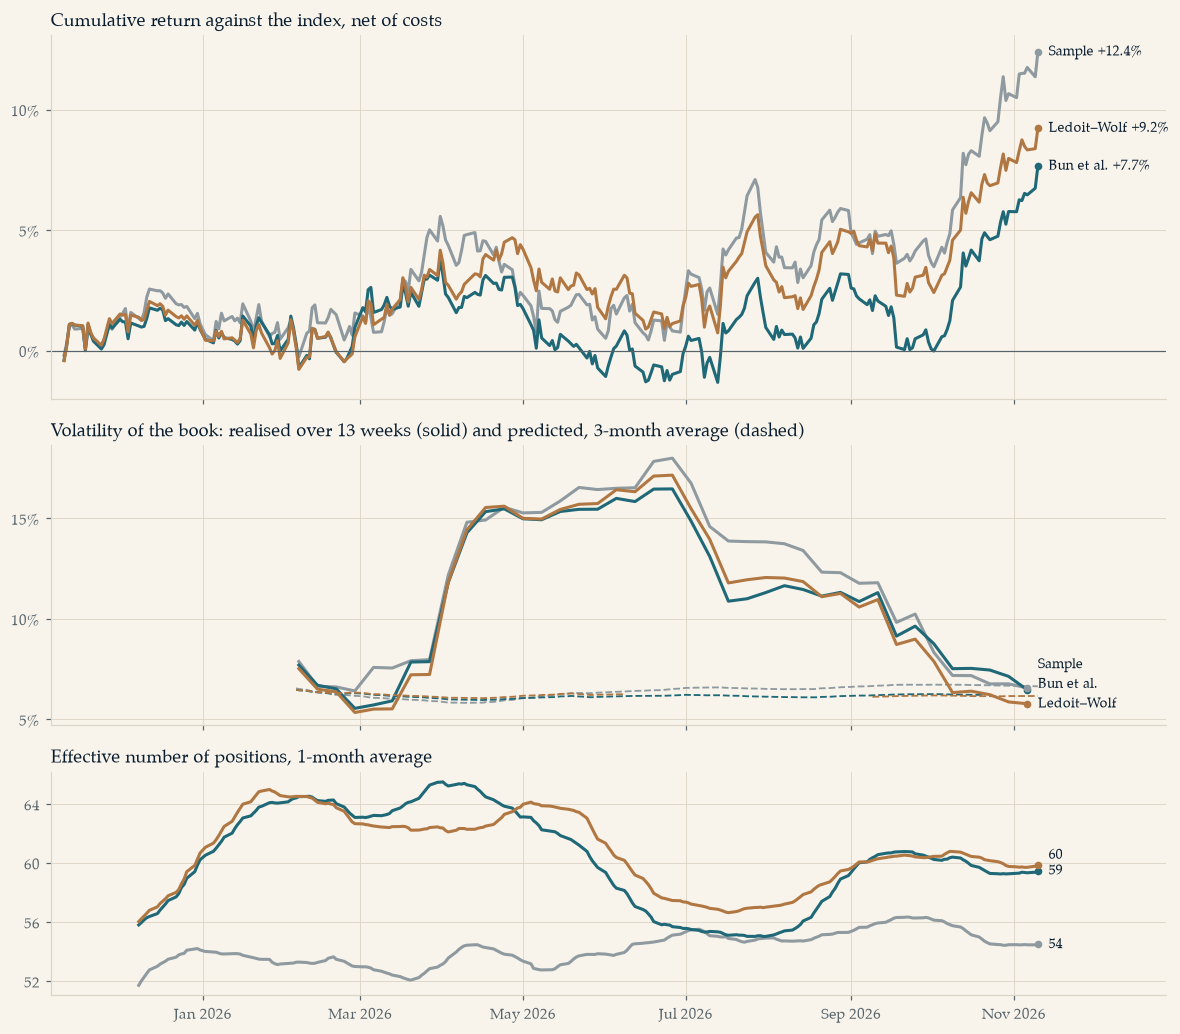 Cumulative return against the index, net of costs
Sample +12.4%
10%
Ledoit–Wolf +9.2%
Bun et al. +7.7%
5%
0%
Volatility of the book: realised over 13 weeks (solid) and predicted, 3-month average (dashed)
15%
10%
Sample
Bun et al.
Ledoit–Wolf
5%
Effective number of positions, 1-month average
64
60
60
59
56
54
52
Jan 2026 Mar 2026 May 2026 Jul 2026 Sep 2026 Nov 2026